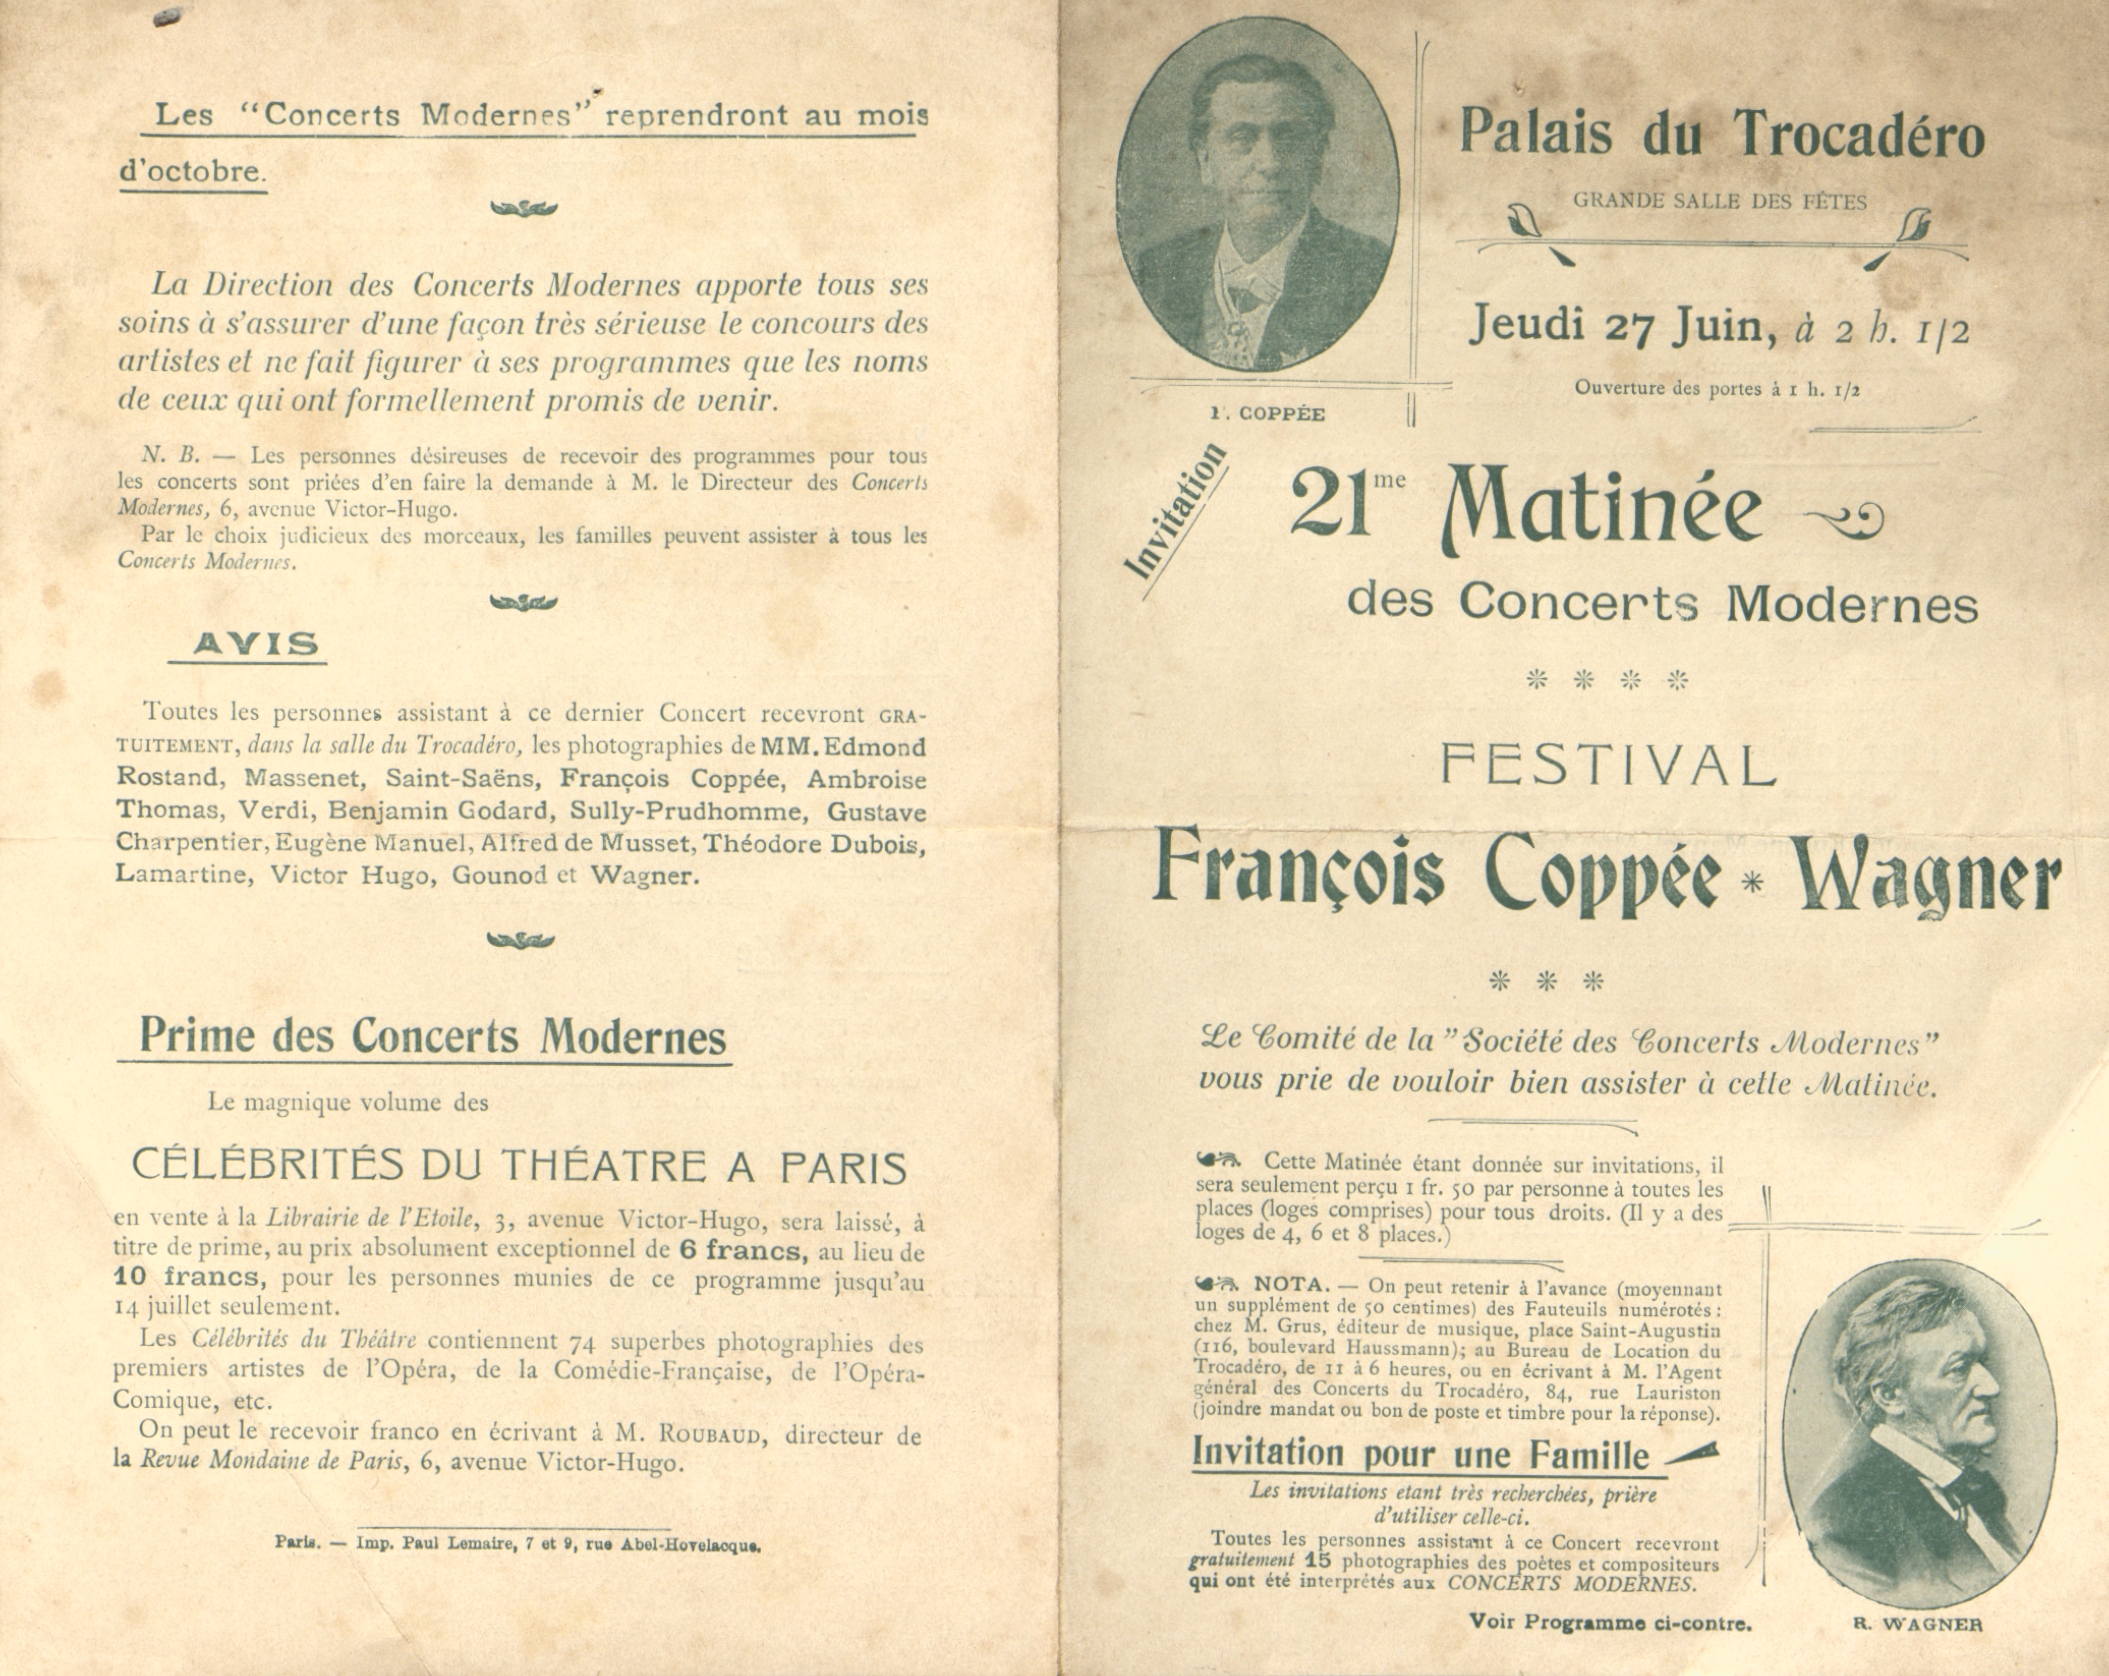 Les “Concerts Modernes” reprendront au mois
d'octobre.
La Direction des Concerts Modernes apporte tous ses
soins à s'assurer d'une façon très sérieuse le concours des
artistes et ne fait figurer à ses programmes que les noms
de ceux qui ont formellement promis de venir.
N. B. — Les personnes désireuses de recevoir des programmes pour tous
les concerts sont priées d'en faire la demande à M. le Directeur des Concerts
Modernes, 6, avenue Victor-Hugo.
Par le choix judicieux des morceaux, les familles peuvent assister à tous les
Concerts Modernes.
AVIS
Toutes les personnes assistant à ce dernier Concert recevront GRA-
TUITEMENT, dans la salle du Trocadéro, les photographies de MM. Edmond
Rostand, Massenet, Saint-Saëns, François Coppée, Ambroise
Thomas, Verdi, Benjamin Godard, Sully-Prudhomme, Gustave
Charpentier, Eugène Manuel, Alfred de Musset, Théodore Dubois,
Lamartine, Victor Hugo, Gounod et Wagner.
Prime des Concerts Modernes
Le magnique volume des
CÉLÉBRITÉS DU THÉATRE A PARIS
en vente à la Librairie de l'Etoile, 3, avenue Victor-Hugo, sera laissé, à
titre de prime, au prix absolument exceptionnel de 6 francs, au lieu de
10 francs, pour les personnes munies de ce programme jusqu'au
14 juillet seulement.
Les Célébrités du Théâtre contiennent 74 superbes photographies des
premiers artistes de l'Opéra, de la Comédie-Française, de l'Opéra-
Comique, etc.
On peut le recevoir franco en écrivant à M. ROUBAUD, directeur de
la Revue Mondaine de Paris, 6, avenue Victor-Hugo.
Paris. — Imp. Paul Lemaire, 7 et 9, rue Abel-Hovelacque.
F. COPPÉE
Palais du Trocadéro
GRANDE SALLE DES FÊTES
Jeudi 27 Juin, à 2 h. 1/2
Ouverture des portes à 1 h. 1/2
Invitation
21me Matinée
des Concerts Modernes
FESTIVAL
François Coppée * Wagner
Le Comité de la ”Société des Concerts Modernes”
vous prie de vouloir bien assister à cette Matinée.
Cette Matinée étant donnée sur invitations, il
sera seulement perçu 1 fr. 50 par personne à toutes les
places (loges comprises) pour tous droits. (Il y a des
loges de 4, 6 et 8 places.)
NOTA. — On peut retenir à l'avance (moyennant
un supplément de 50 centimes) des Fauteuils numérotés :
chez M. Grus, éditeur de musique, place Saint-Augustin
(116, boulevard Haussmann); au Bureau de Location du
Trocadéro, de 11 à 6 heures, ou en écrivant à M. l'Agent
général des Concerts du Trocadéro, 84, rue Lauriston
(joindre mandat ou bon de poste et timbre pour la réponse).
Invitation pour une Famille
Les invitations etant très recherchées, prière
d'utiliser celle-ci.
Toutes les personnes assistant à ce Concert recevront
gratuitement 15 photographies des poètes et compositeurs
qui ont été interprétés aux CONCERTS MODERNES.
Voir Programme ci-contre.
R. WAGNER